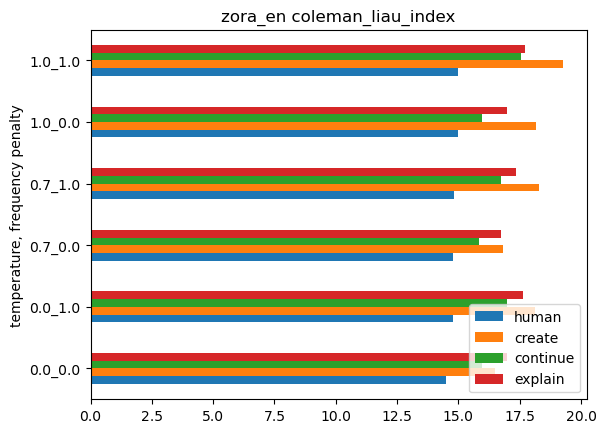 zora_en coleman_liau_index
temperature, frequency penalty
1.0_1.0
1.0_0.0
0.7_1.0
0.7_0.0
0.0_1.0
0.0_0.0
human
create
continue
explain
0.0 2.5 5.0 7.5 10.0 12.5 15.0 17.5 20.0